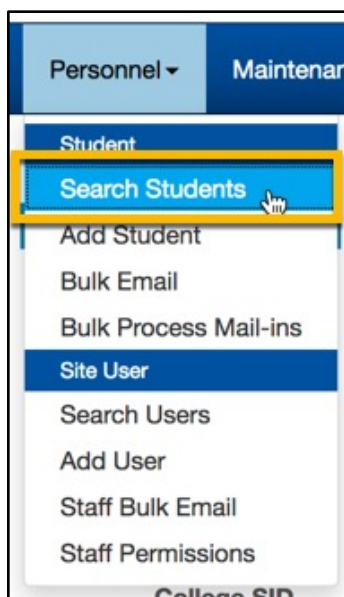 Personnel Maintenan
Student
Search Students
Add Student
Bulk Email
Bulk Process Mail-ins
Site User
Search Users
Add User
Staff Bulk Email
Staff Permissions
College SID